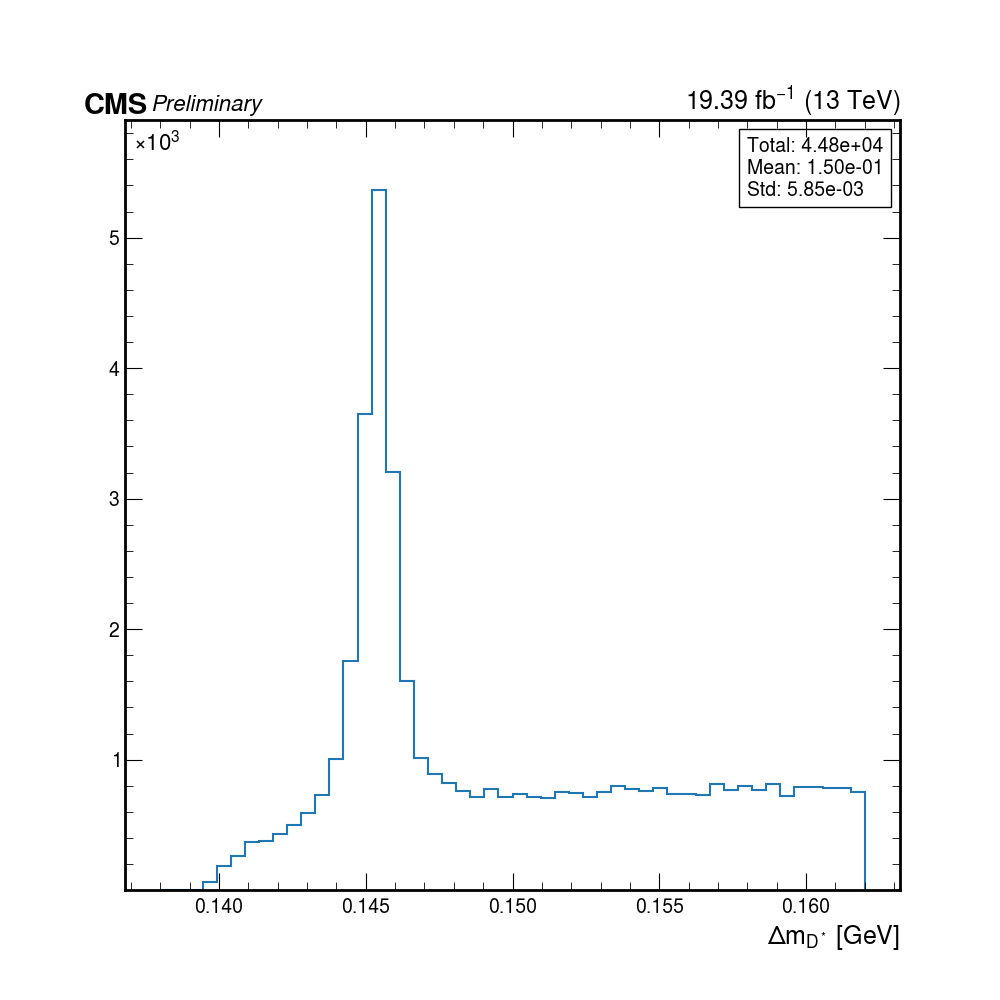 CMS Preliminary
19.39 fb⁻¹ (13 TeV)
×10³
Total: 4.48e+04
Mean: 1.50e-01
Std: 5.85e-03
5
4
3
2
1
0.140 0.145 0.150 0.155 0.160
Δm_{D*} [GeV]